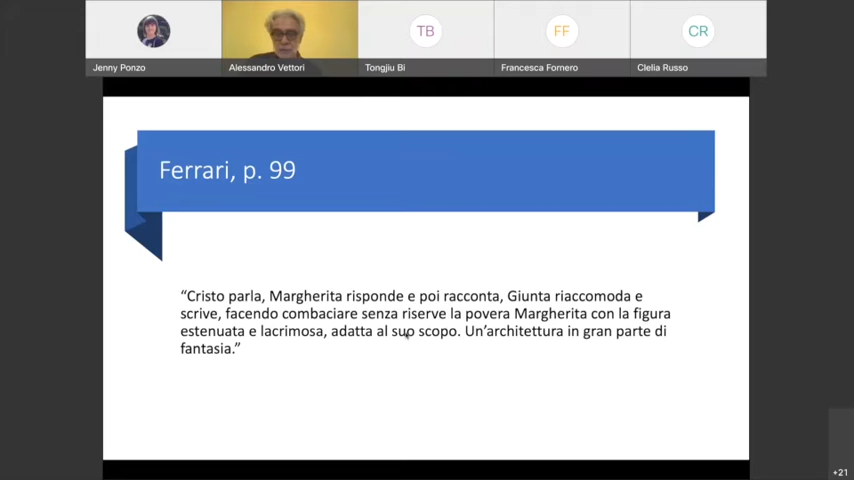 TB
FF
CR
Jenny Ponzo
Alessandro Vettori
Tongjiu Bi
Francesca Fornero
Clelia Russo
Ferrari, p. 99
“Cristo parla, Margherita risponde e poi racconta, Giunta riaccomoda e
scrive, facendo combaciare senza riserve la povera Margherita con la figura
estenuata e lacrimosa, adatta al suo scopo. Un’architettura in gran parte di
fantasia.”
+21